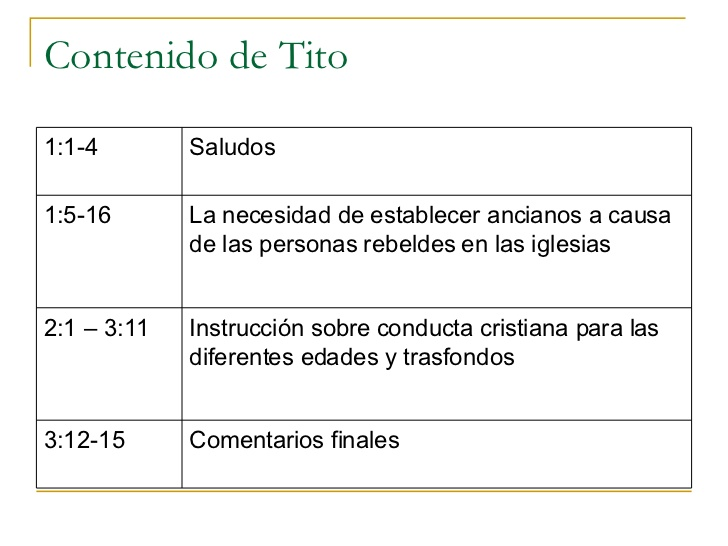 Contenido de Tito
1:1-4
Saludos
1:5-16
La necesidad de establecer ancianos a causa
de las personas rebeldes en las iglesias
2:1 – 3:11
Instrucción sobre conducta cristiana para las
diferentes edades y trasfondos
3:12-15
Comentarios finales